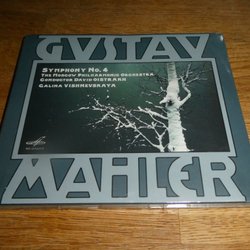 GUSTAV
SYMPHONY No. 4
THE MOSCOW PHILHARMONIC ORCHESTRA
CONDUCTOR DAVID OISTRAKH
GALINA VISHNEVSKAYA
MAHLER